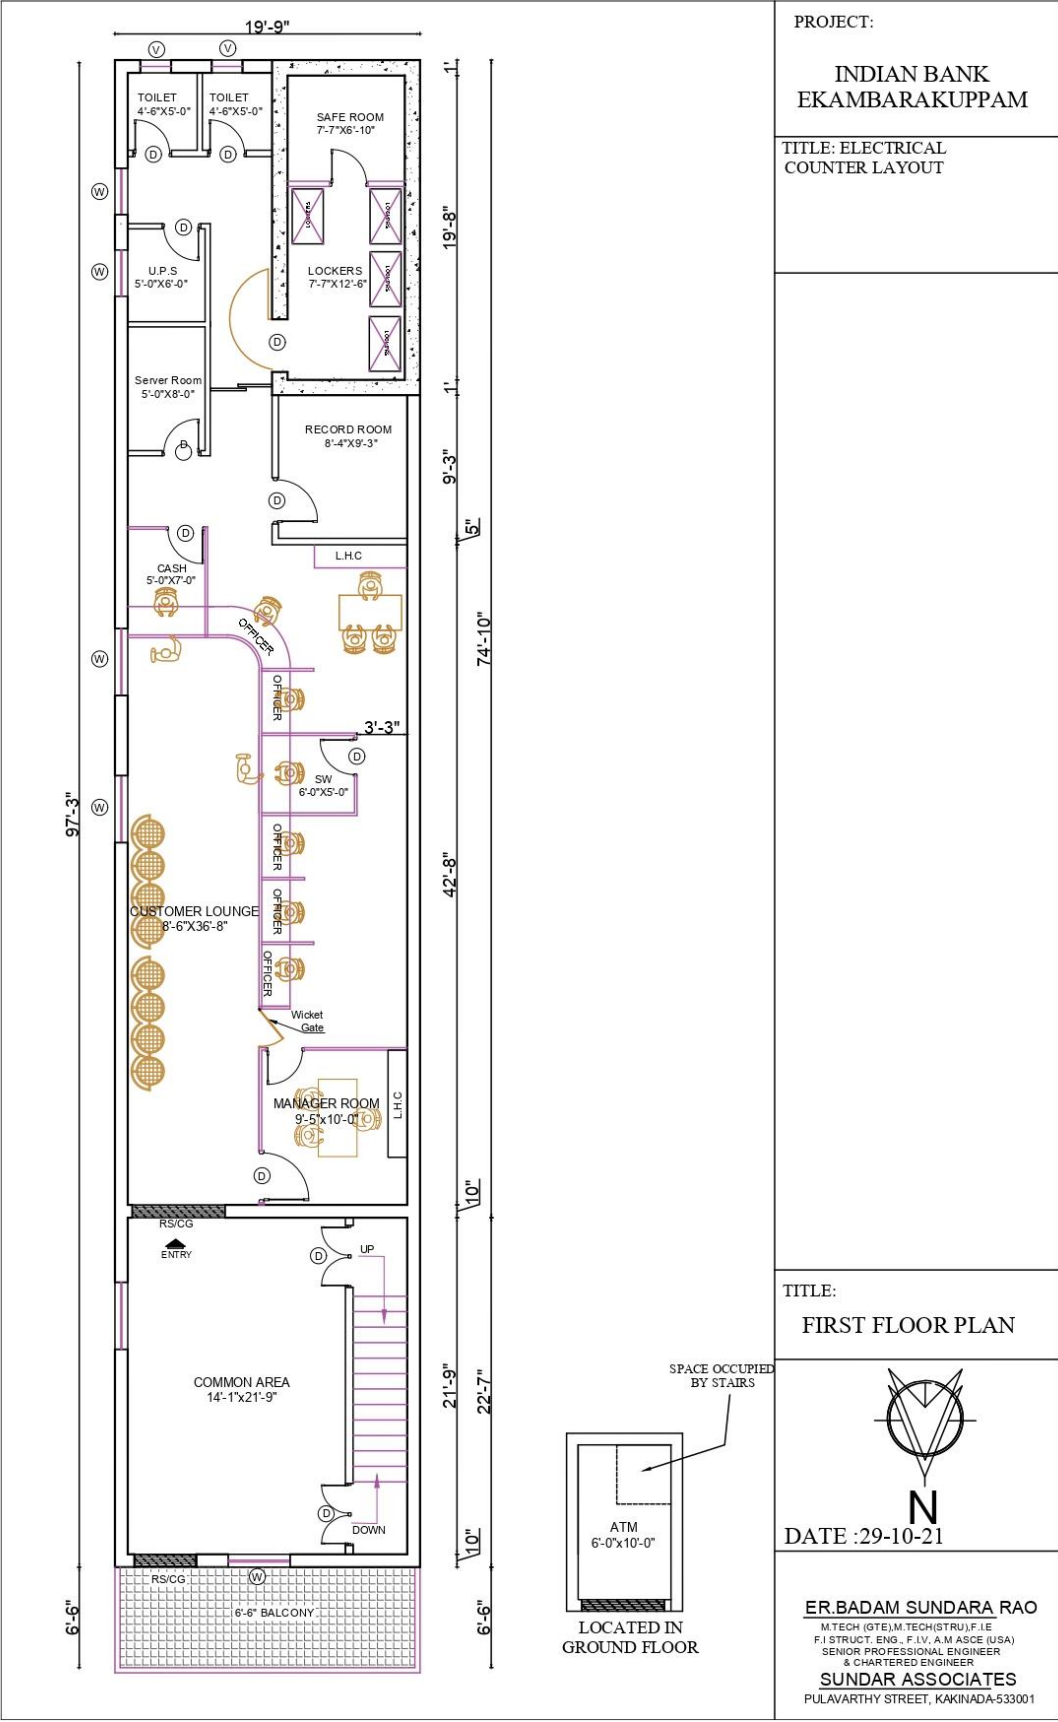 19'-9"
V
V
TOILET
4'-6"X5'-0"
TOILET
4'-6"X5'-0"
D
D
1'
SAFE ROOM
7'-7"X6'-10"
W
D
W
U.P.S
5'-0"X6'-0"
LOCKERS
7'-7"X12'-6"
19'-8"
D
Server Room
5'-0"X8'-0"
1'
D
RECORD ROOM
8'-4"X9'-3"
9'-3"
D
5"
D
L.H.C
CASH
5'-0"X7'-0"
OFFICER
W
OFFICER
74'-10"
3'-3"
D
SW
6'-0"X5'-0"
W
97'-3"
OFFICER
42'-8"
OFFICER
CUSTOMER LOUNGE
8'-6"X36'-8"
OFFICER
Wicket
Gate
MANAGER ROOM
9'-5"x10'-0"
L.H.C
D
10"
RS/CG
ENTRY
D
UP
COMMON AREA
14'-1"x21'-9"
21'-9"
22'-7"
D
DOWN
10"
RS/CG
W
6'-6"
6'-6" BALCONY
6'-6"
SPACE OCCUPIED
BY STAIRS
ATM
6'-0"x10'-0"
LOCATED IN
GROUND FLOOR
PROJECT:
INDIAN BANK
EKAMBARAKUPPAM
TITLE: ELECTRICAL
COUNTER LAYOUT
TITLE:
FIRST FLOOR PLAN
N
DATE :29-10-21
ER.BADAM SUNDARA RAO
M.TECH (GTE),M.TECH(STRU),F.I.E
F.I STRUCT. ENG., F.I.V, A.M ASCE (USA)
SENIOR PROFESSIONAL ENGINEER
& CHARTERED ENGINEER
SUNDAR ASSOCIATES
PULAVARTHY STREET, KAKINADA-533001